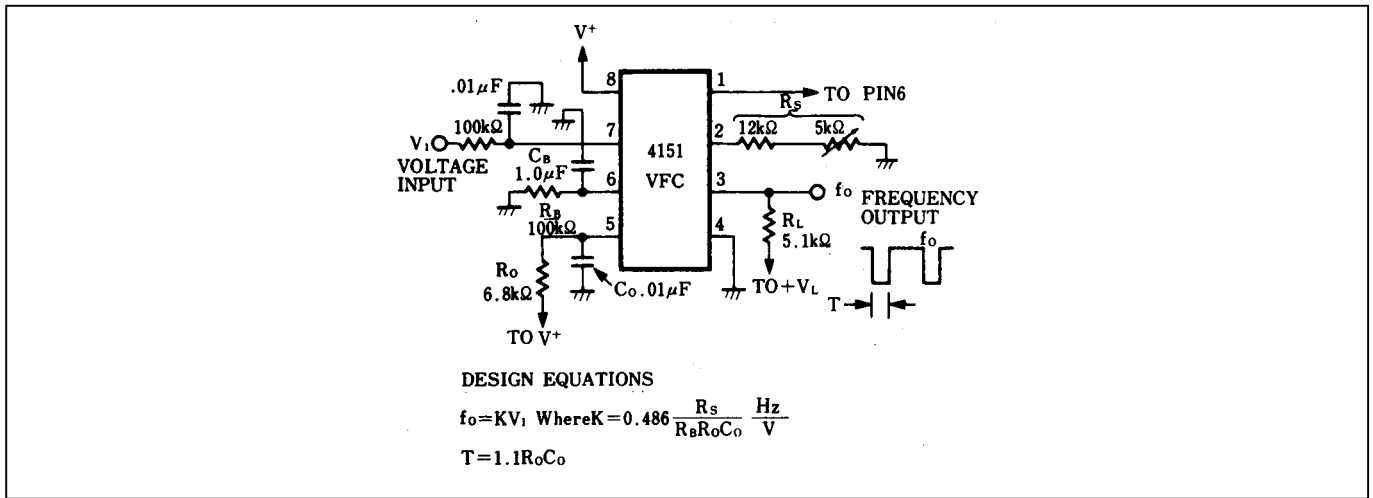 V+
.01μF
8
1
TO PIN6
RS
100kΩ
7
2
12kΩ
5kΩ
V₁
VOLTAGE
INPUT
CB
1.0μF
4151
VFC
6
3
fo
FREQUENCY
OUTPUT
RB
100kΩ
5
4
RL
5.1kΩ
fo
Ro
6.8kΩ
Co.01μF
TO+VL
T
TO V+
DESIGN EQUATIONS
fo=KV₁ WhereK=0.486 RS/RBRoCo Hz/V
T=1.1RoCo